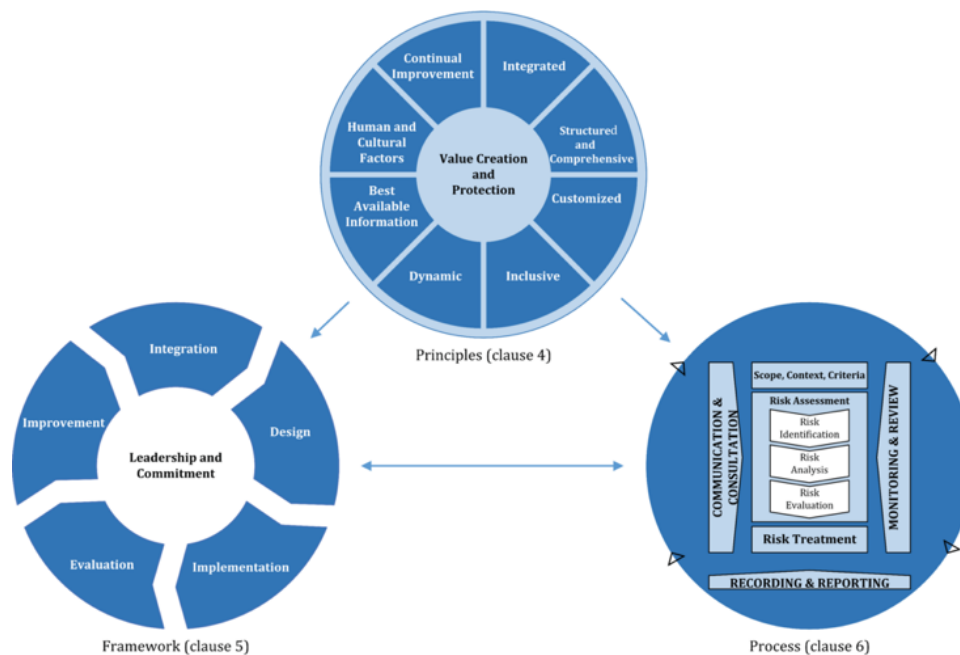 Continual
Improvement
Integrated
Human and
Cultural
Factors
Structured
and
Comprehensive
Value Creation
and
Protection
Best
Available
Information
Customized
Dynamic
Inclusive
Principles (clause 4)
Integration
Improvement
Design
Leadership and
Commitment
Evaluation
Implementation
Framework (clause 5)
Scope, Context, Criteria
Risk Assessment
Risk
Identification
Risk
Analysis
Risk
Evaluation
Risk Treatment
COMMUNICATION &
CONSULTATION
MONITORING & REVIEW
RECORDING & REPORTING
Process (clause 6)